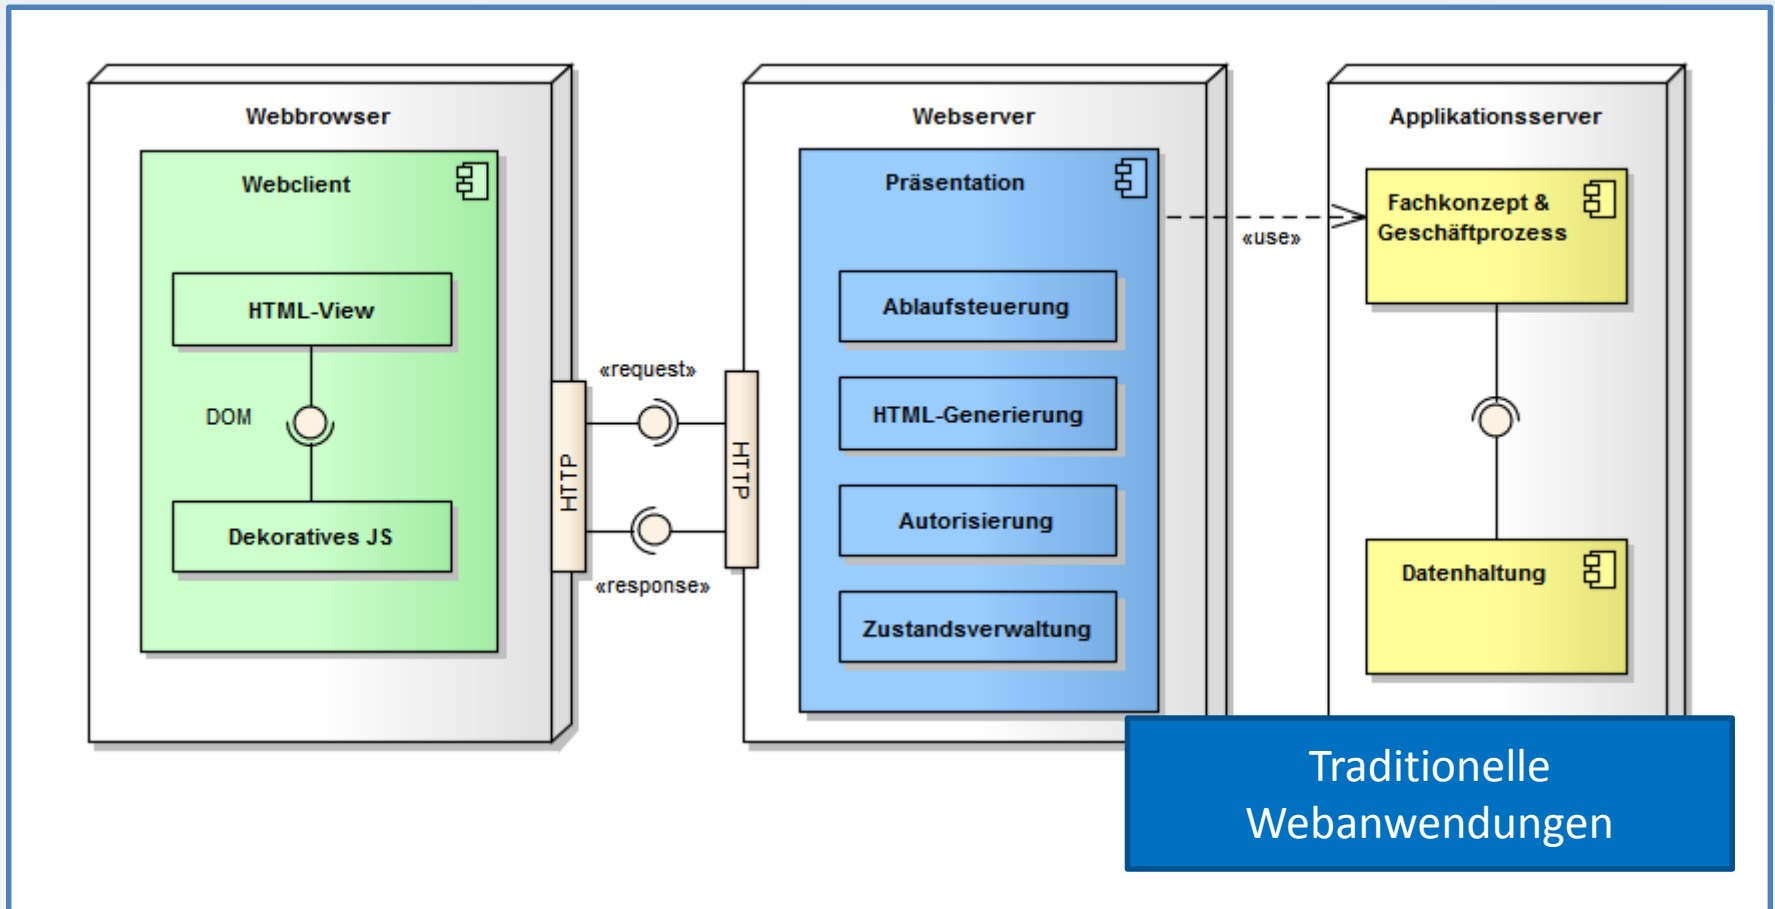 Webbrowser
Webclient
HTML-View
DOM
Dekoratives JS
HTTP
«request»
«response»
HTTP
Webserver
Präsentation
Ablaufsteuerung
HTML-Generierung
Autorisierung
Zustandsverwaltung
«use»
Applikationsserver
Fachkonzept &
Geschäftprozess
Datenhaltung
Traditionelle
Webanwendungen